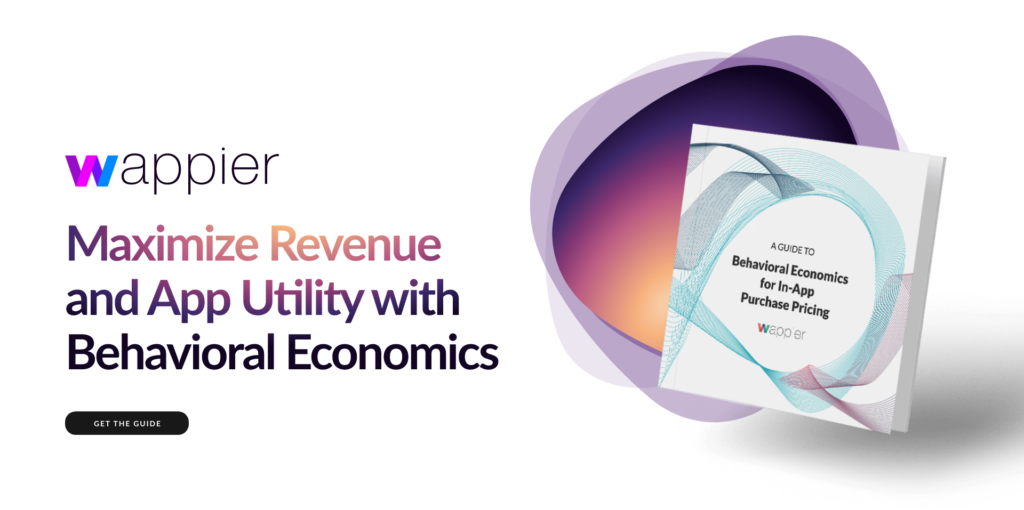 wappier
Maximize Revenue
and App Utility with
Behavioral Economics
GET THE GUIDE
A GUIDE TO
Behavioral Economics
for In-App
Purchase Pricing
wappier